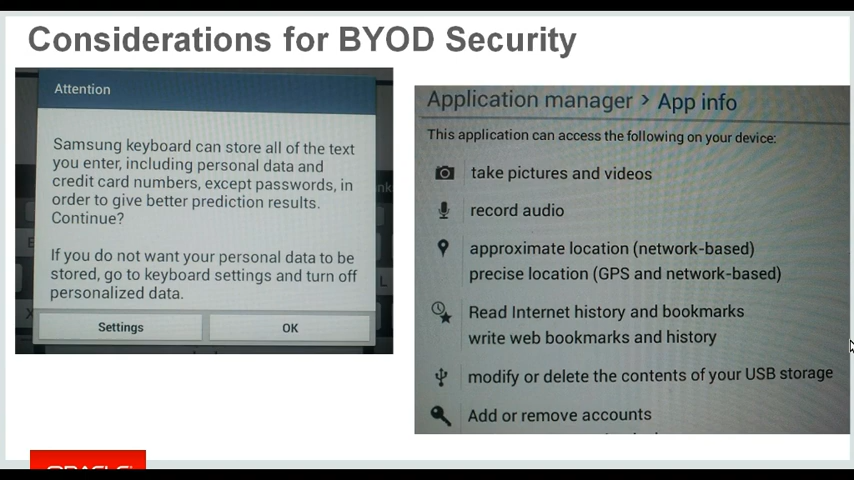 Considerations for BYOD Security
Attention
Samsung keyboard can store all of the text
you enter, including personal data and
credit card numbers, except passwords, in
order to give better prediction results.
Continue?
If you do not want your personal data to be
stored, go to keyboard settings and turn off
personalized data.
Settings
OK
Application manager > App info
This application can access the following on your device:
take pictures and videos
record audio
approximate location (network-based)
precise location (GPS and network-based)
Read Internet history and bookmarks
write web bookmarks and history
modify or delete the contents of your USB storage
Add or remove accounts
ORACLE